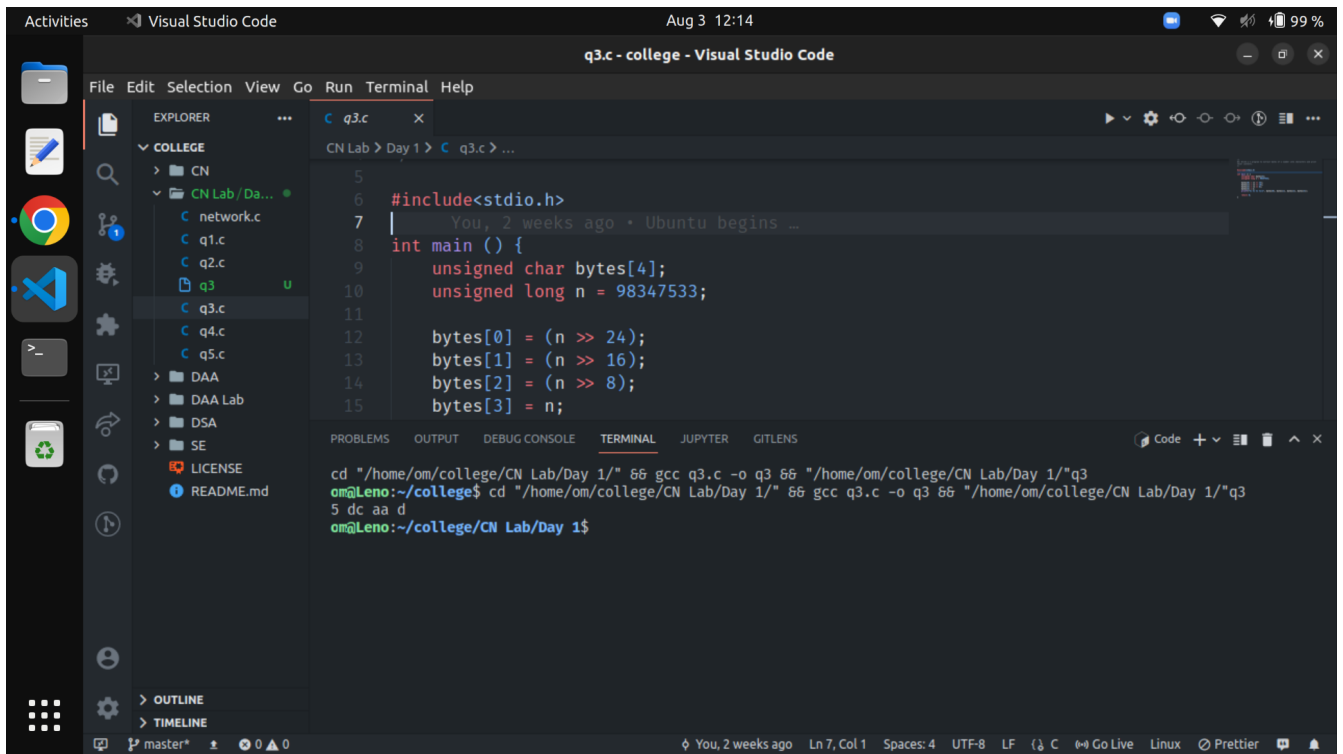 Activities Visual Studio Code Aug 3 12:14 99 %
q3.c - college - Visual Studio Code
File Edit Selection View Go Run Terminal Help
EXPLORER
COLLEGE
CN
CN Lab / Da...
network.c
q1.c
q2.c
q3 U
q3.c
q4.c
q5.c
DAA
DAA Lab
DSA
SE
LICENSE
README.md
OUTLINE
TIMELINE
1
C q3.c
CN Lab > Day 1 > C q3.c > ...
5
6 #include<stdio.h>
7 You, 2 weeks ago • Ubuntu begins …
8 int main () {
9 unsigned char bytes[4];
10 unsigned long n = 98347533;
11
12 bytes[0] = (n >> 24);
13 bytes[1] = (n >> 16);
14 bytes[2] = (n >> 8);
15 bytes[3] = n;
PROBLEMS OUTPUT DEBUG CONSOLE TERMINAL JUPYTER GITLENS Code
cd "/home/om/college/CN Lab/Day 1/" && gcc q3.c -o q3 && "/home/om/college/CN Lab/Day 1/"q3
om@Leno:~/college$ cd "/home/om/college/CN Lab/Day 1/" && gcc q3.c -o q3 && "/home/om/college/CN Lab/Day 1/"q3
5 dc aa d
om@Leno:~/college/CN Lab/Day 1$
master* 0 0 You, 2 weeks ago Ln 7, Col 1 Spaces: 4 UTF-8 LF C Go Live Linux Prettier